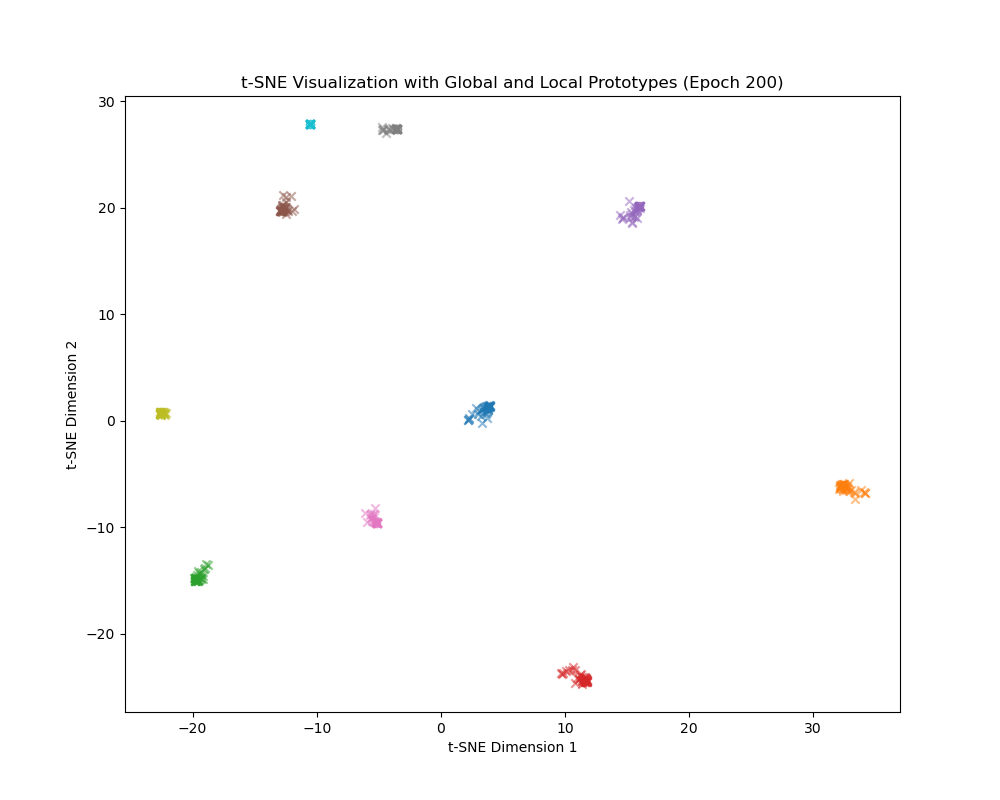 t-SNE Visualization with Global and Local Prototypes (Epoch 200)
30
20
10
0
−10
−20
t-SNE Dimension 2
−20 −10 0 10 20 30
t-SNE Dimension 1